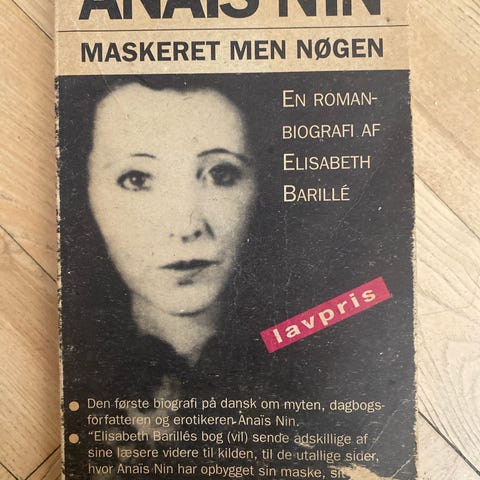 ANAÏS NIN
MASKERET MEN NØGEN
EN ROMAN-
BIOGRAFI AF
ELISABETH
BARILLÉ
lavpris
Den første biografi på dansk om myten, dagbogs-
forfatteren og erotikeren Anaïs Nin.
"Elisabeth Barillés bog (vil) sende adskillige af
sine læsere videre til kilden, til de utallige sider,
hvor Anaïs Nin har opbygget sin maske, sit